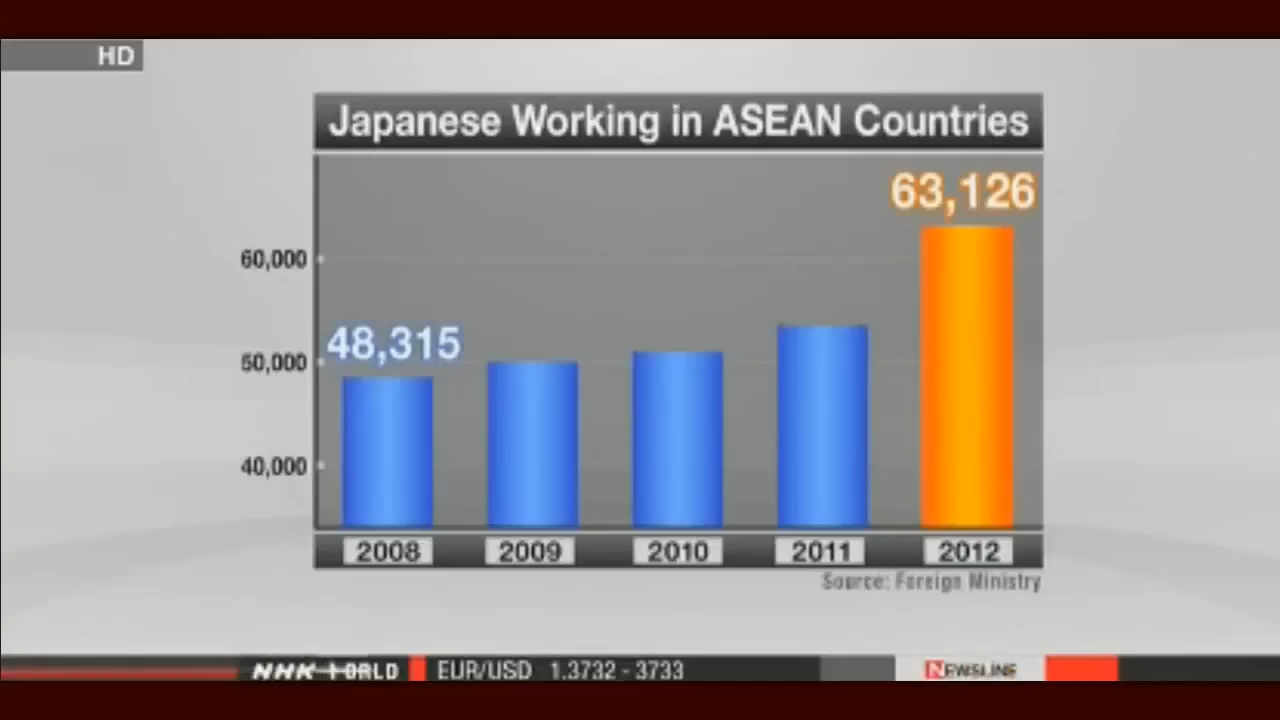 HD
Japanese Working in ASEAN Countries
63,126
60,000
48,315
50,000
40,000
2008 2009 2010 2011 2012
Source: Foreign Ministry
NHK WORLD EUR/USD 1.3732 - 3733 NEWSLINE